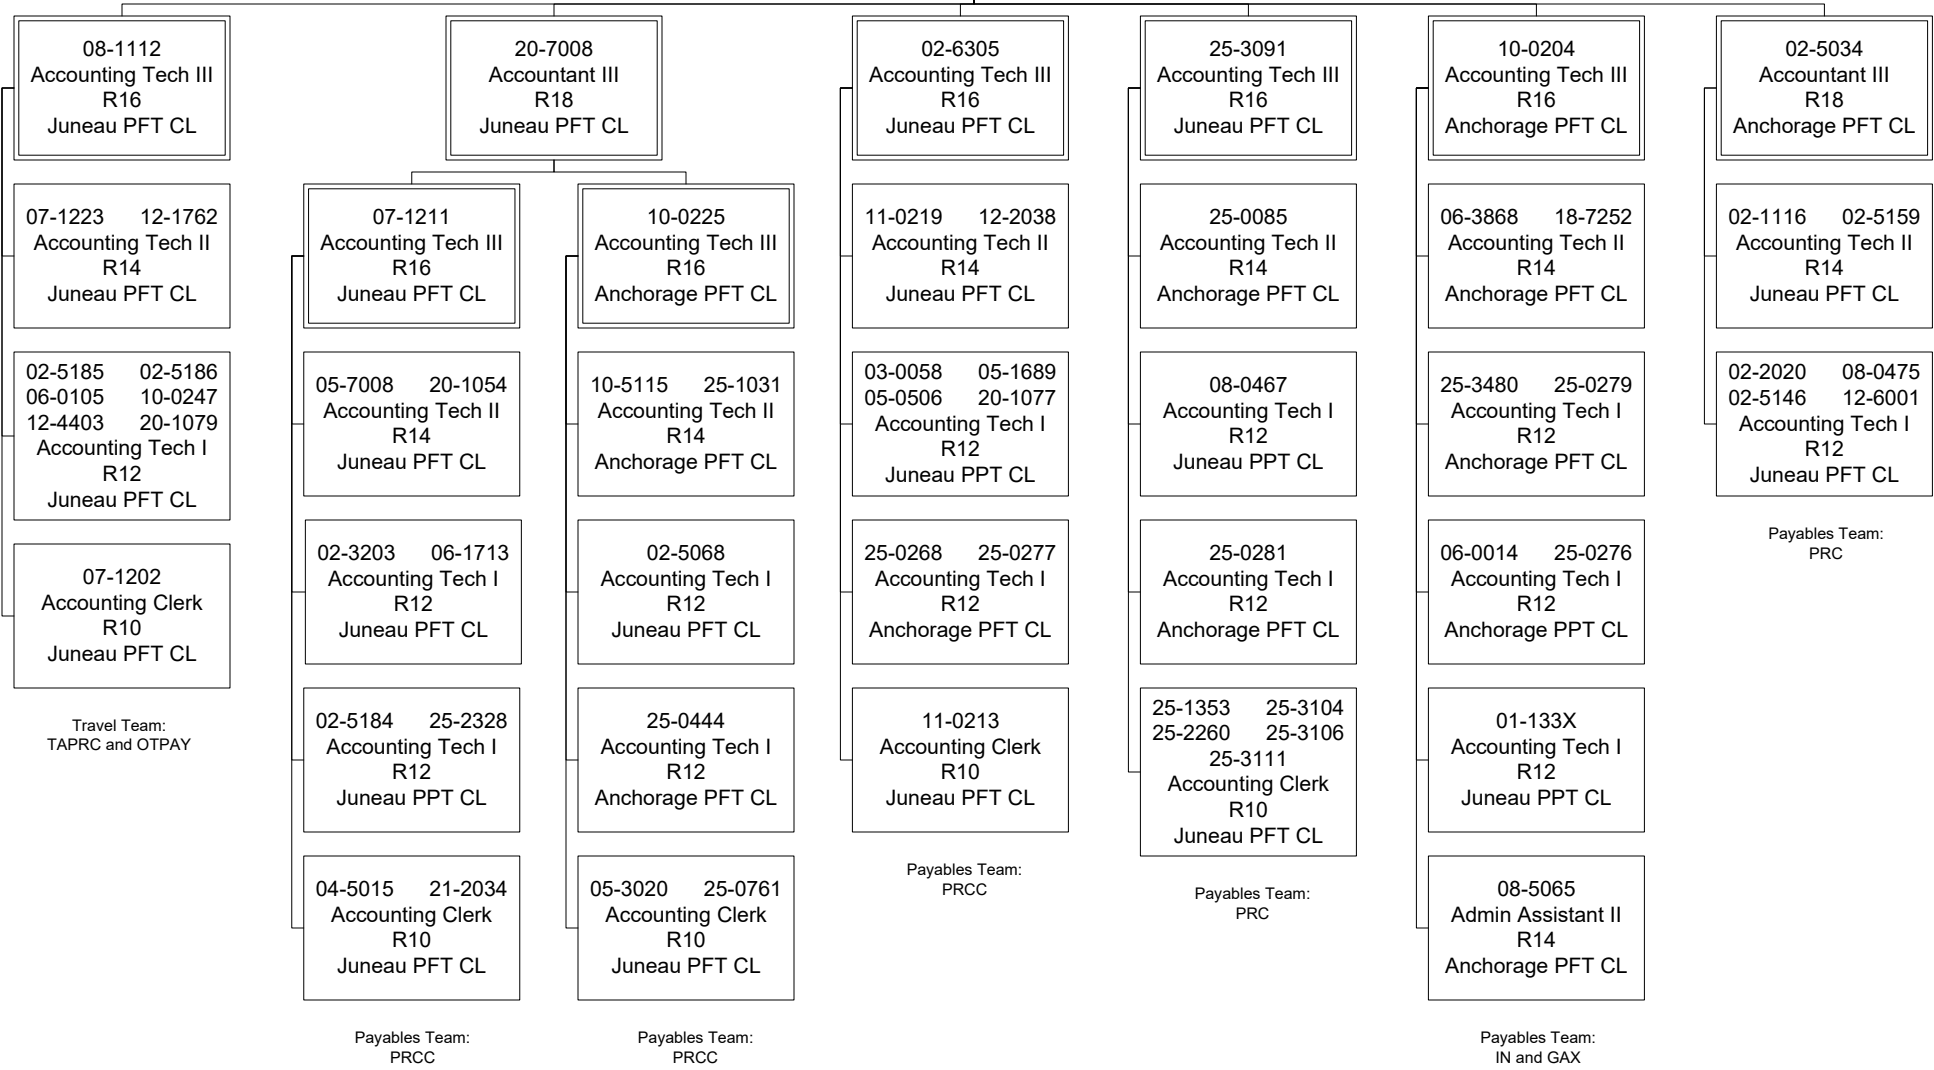 08-1112
Accounting Tech III
R16
Juneau PFT CL
07-1223 12-1762
Accounting Tech II
R14
Juneau PFT CL
02-5185 02-5186
06-0105 10-0247
12-4403 20-1079
Accounting Tech I
R12
Juneau PFT CL
07-1202
Accounting Clerk
R10
Juneau PFT CL
Travel Team:
TAPRC and OTPAY
20-7008
Accountant III
R18
Juneau PFT CL
07-1211
Accounting Tech III
R16
Juneau PFT CL
05-7008 20-1054
Accounting Tech II
R14
Juneau PFT CL
02-3203 06-1713
Accounting Tech I
R12
Juneau PFT CL
02-5184 25-2328
Accounting Tech I
R12
Juneau PPT CL
04-5015 21-2034
Accounting Clerk
R10
Juneau PFT CL
Payables Team:
PRCC
10-0225
Accounting Tech III
R16
Anchorage PFT CL
10-5115 25-1031
Accounting Tech II
R14
Anchorage PFT CL
02-5068
Accounting Tech I
R12
Juneau PFT CL
25-0444
Accounting Tech I
R12
Anchorage PFT CL
05-3020 25-0761
Accounting Clerk
R10
Juneau PFT CL
Payables Team:
PRCC
02-6305
Accounting Tech III
R16
Juneau PFT CL
11-0219 12-2038
Accounting Tech II
R14
Juneau PFT CL
03-0058 05-1689
05-0506 20-1077
Accounting Tech I
R12
Juneau PPT CL
25-0268 25-0277
Accounting Tech I
R12
Anchorage PFT CL
11-0213
Accounting Clerk
R10
Juneau PFT CL
Payables Team:
PRCC
25-3091
Accounting Tech III
R16
Juneau PFT CL
25-0085
Accounting Tech II
R14
Anchorage PFT CL
08-0467
Accounting Tech I
R12
Juneau PPT CL
25-0281
Accounting Tech I
R12
Anchorage PFT CL
25-1353 25-3104
25-2260 25-3106
25-3111
Accounting Clerk
R10
Juneau PFT CL
Payables Team:
PRC
10-0204
Accounting Tech III
R16
Anchorage PFT CL
06-3868 18-7252
Accounting Tech II
R14
Anchorage PFT CL
25-3480 25-0279
Accounting Tech I
R12
Anchorage PFT CL
06-0014 25-0276
Accounting Tech I
R12
Anchorage PPT CL
01-133X
Accounting Tech I
R12
Juneau PPT CL
08-5065
Admin Assistant II
R14
Anchorage PFT CL
Payables Team:
IN and GAX
02-5034
Accountant III
R18
Anchorage PFT CL
02-1116 02-5159
Accounting Tech II
R14
Juneau PFT CL
02-2020 08-0475
02-5146 12-6001
Accounting Tech I
R12
Juneau PFT CL
Payables Team:
PRC